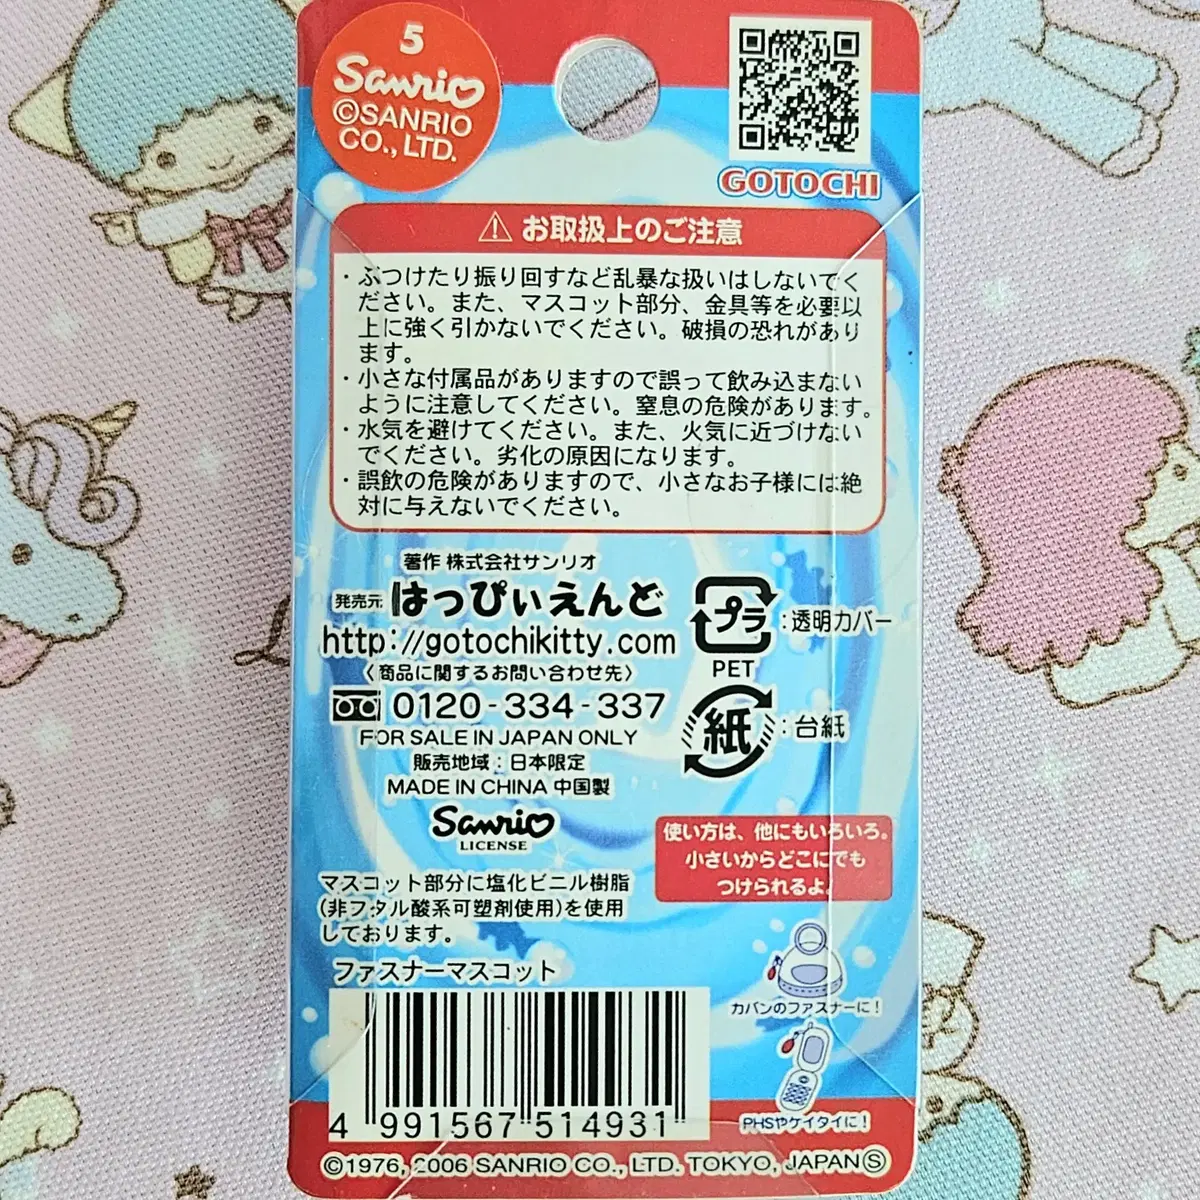 5
Sanrio
©SANRIO
CO., LTD.
GOTOCHI
⚠ お取扱上のご注意
・ぶつけたり振り回すなど乱暴な扱いはしないでく
ださい。また、マスコット部分、金具等を必要以
上に強く引かないでください。破損の恐れがあり
ます。
・小さな付属品がありますので誤って飲み込まない
ように注意してください。窒息の危険があります。
・水気を避けてください。また、火気に近づけない
でください。劣化の原因になります。
・誤飲の危険がありますので、小さなお子様には絶
対に与えないでください。
著作 株式会社サンリオ
発売元 はっぴぃえんど
http://gotochikitty.com
〈商品に関するお問い合わせ先〉
0120-334-337
FOR SALE IN JAPAN ONLY
販売地域：日本限定
MADE IN CHINA 中国製
Sanrio
LICENSE
プラ：透明カバー
PET
紙：台紙
使い方は、他にもいろいろ。
小さいからどこにでも
つけられるよ。
マスコット部分に塩化ビニル樹脂
(非フタル酸系可塑剤使用)を使用
しております。
ファスナーマスコット
カバンのファスナーに！
PHSやケイタイに！
4 991567 514931
©1976, 2006 SANRIO CO., LTD. TOKYO, JAPAN Ⓢ